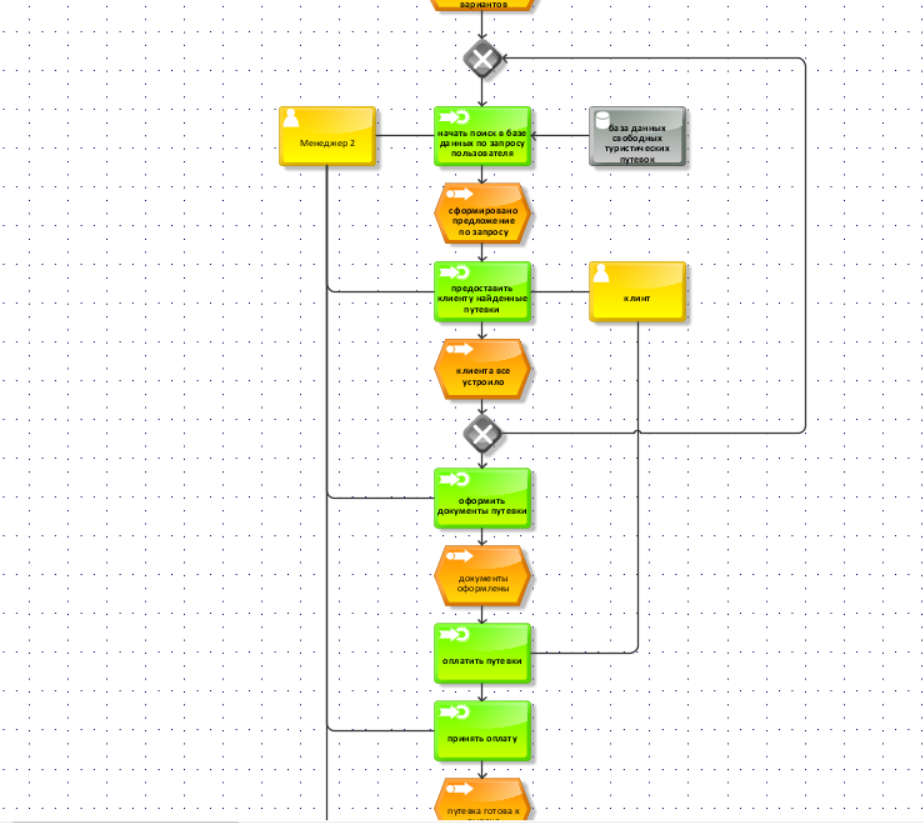 вариантов
Менеджер 2
начать поиск в базе
данных по запросу
пользователя
база данных
свободных
туристических
путевок
сформировано
предложение
по запросу
предоставить
клиенту найденные
путевки
клинт
клиента все
устроило
оформить
документы путевки
документы
оформлены
оплатить путевки
принять оплату
путевка готова к